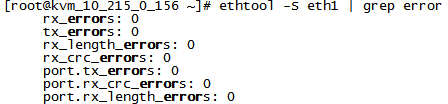 [root@kvm_10_215_0_156 ~]# ethtool -S eth1 | grep error
rx_errors: 0
tx_errors: 0
rx_length_errors: 0
rx_crc_errors: 0
port.tx_errors: 0
port.rx_crc_errors: 0
port.rx_length_errors: 0